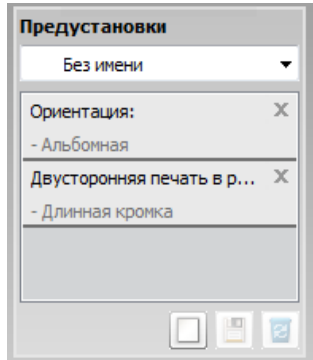 Предустановки
Без имени
Ориентация:
- Альбомная
Двусторонняя печать в р...
- Длинная кромка